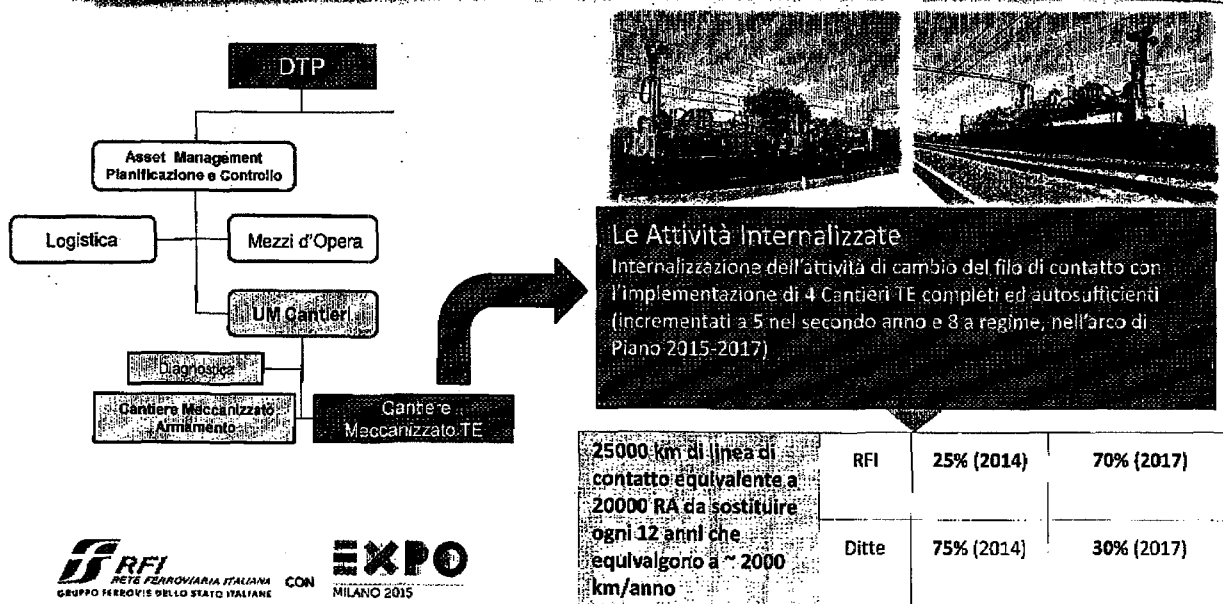 DTP
Asset Management
Pianificazione e Controllo
Logistica
Mezzi d'Opera
UM Cantieri
Diagnostica
Cantiere Meccanizzato
Armamento
Cantiere
Meccanizzato TE
Le Attività Internalizzate
Internalizzazione dell'attività di cambio del filo di contatto con
l'implementazione di 4 Cantieri TE completi ed autosufficienti
(incrementati a 5 nel secondo anno e 8 a regime, nell'arco di
Piano 2015-2017)
25000 km di linea di
contatto equivalente a
20000 RA da sostituire
ogni 12 anni che
equivalgono a ~ 2000
km/anno
RFI 25% (2014) 70% (2017)
Ditte 75% (2014) 30% (2017)
RFI
RETE FERROVIARIA ITALIANA
GRUPPO FERROVIE DELLO STATO ITALIANE
CON
EXPO
MILANO 2015